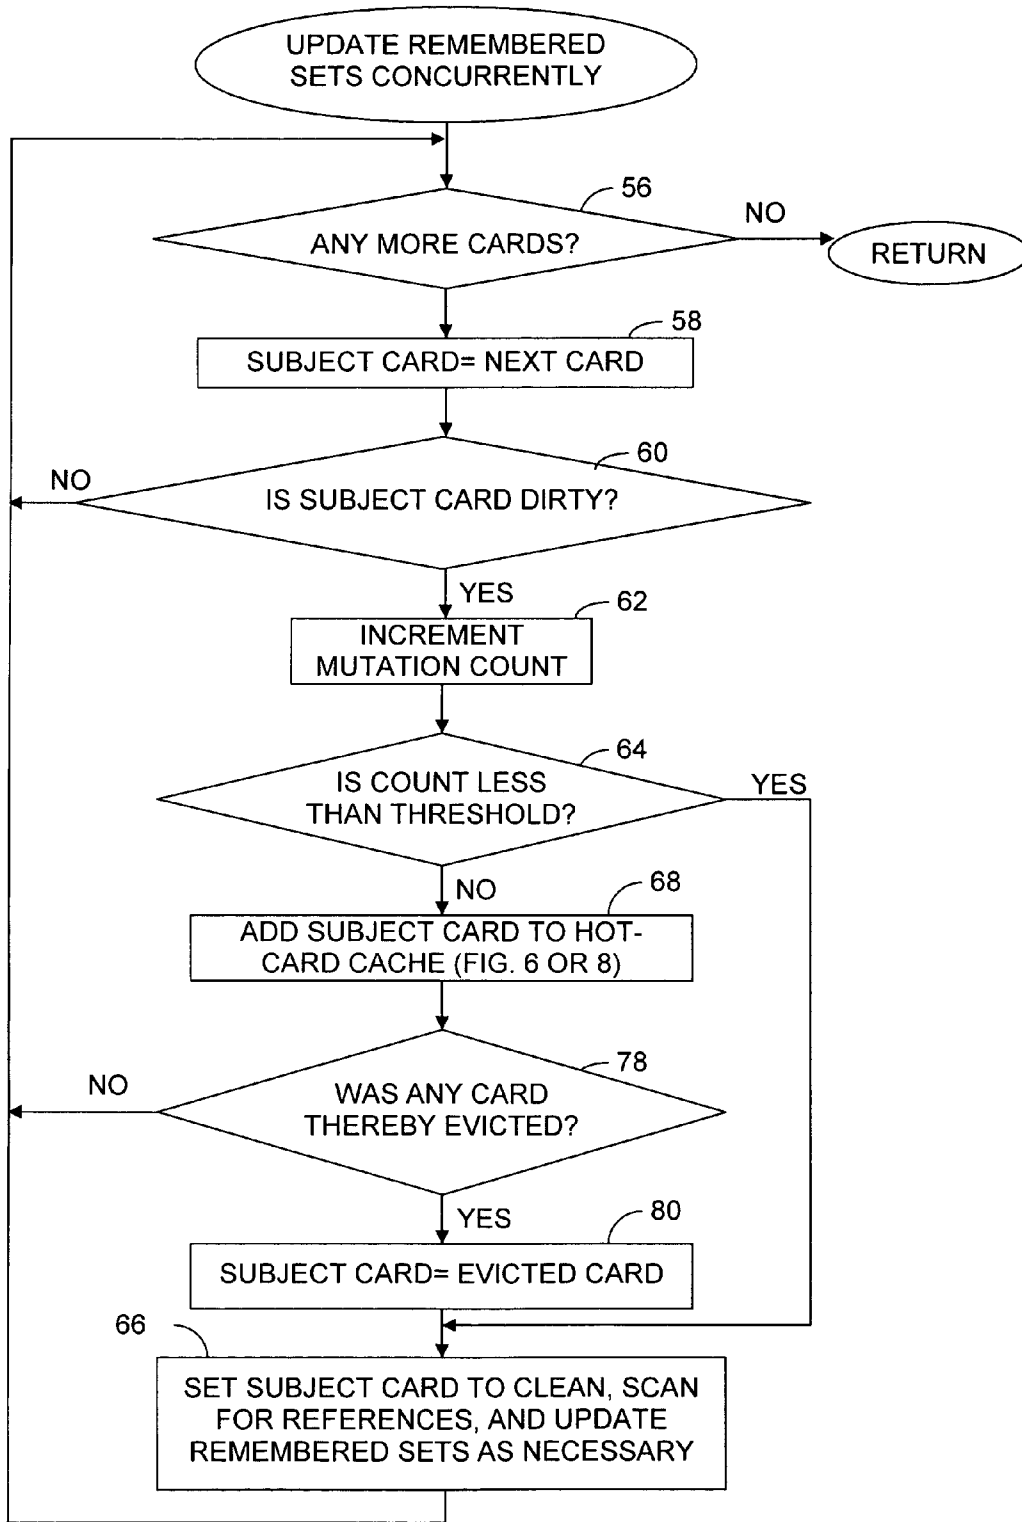 UPDATE REMEMBERED
SETS CONCURRENTLY
56
NO
ANY MORE CARDS?
RETURN
58
SUBJECT CARD= NEXT CARD
60
NO
IS SUBJECT CARD DIRTY?
YES
62
INCREMENT
MUTATION COUNT
64
IS COUNT LESS
THAN THRESHOLD?
YES
NO
68
ADD SUBJECT CARD TO HOT-
CARD CACHE (FIG. 6 OR 8)
78
NO
WAS ANY CARD
THEREBY EVICTED?
YES
80
SUBJECT CARD= EVICTED CARD
66
SET SUBJECT CARD TO CLEAN, SCAN
FOR REFERENCES, AND UPDATE
REMEMBERED SETS AS NECESSARY